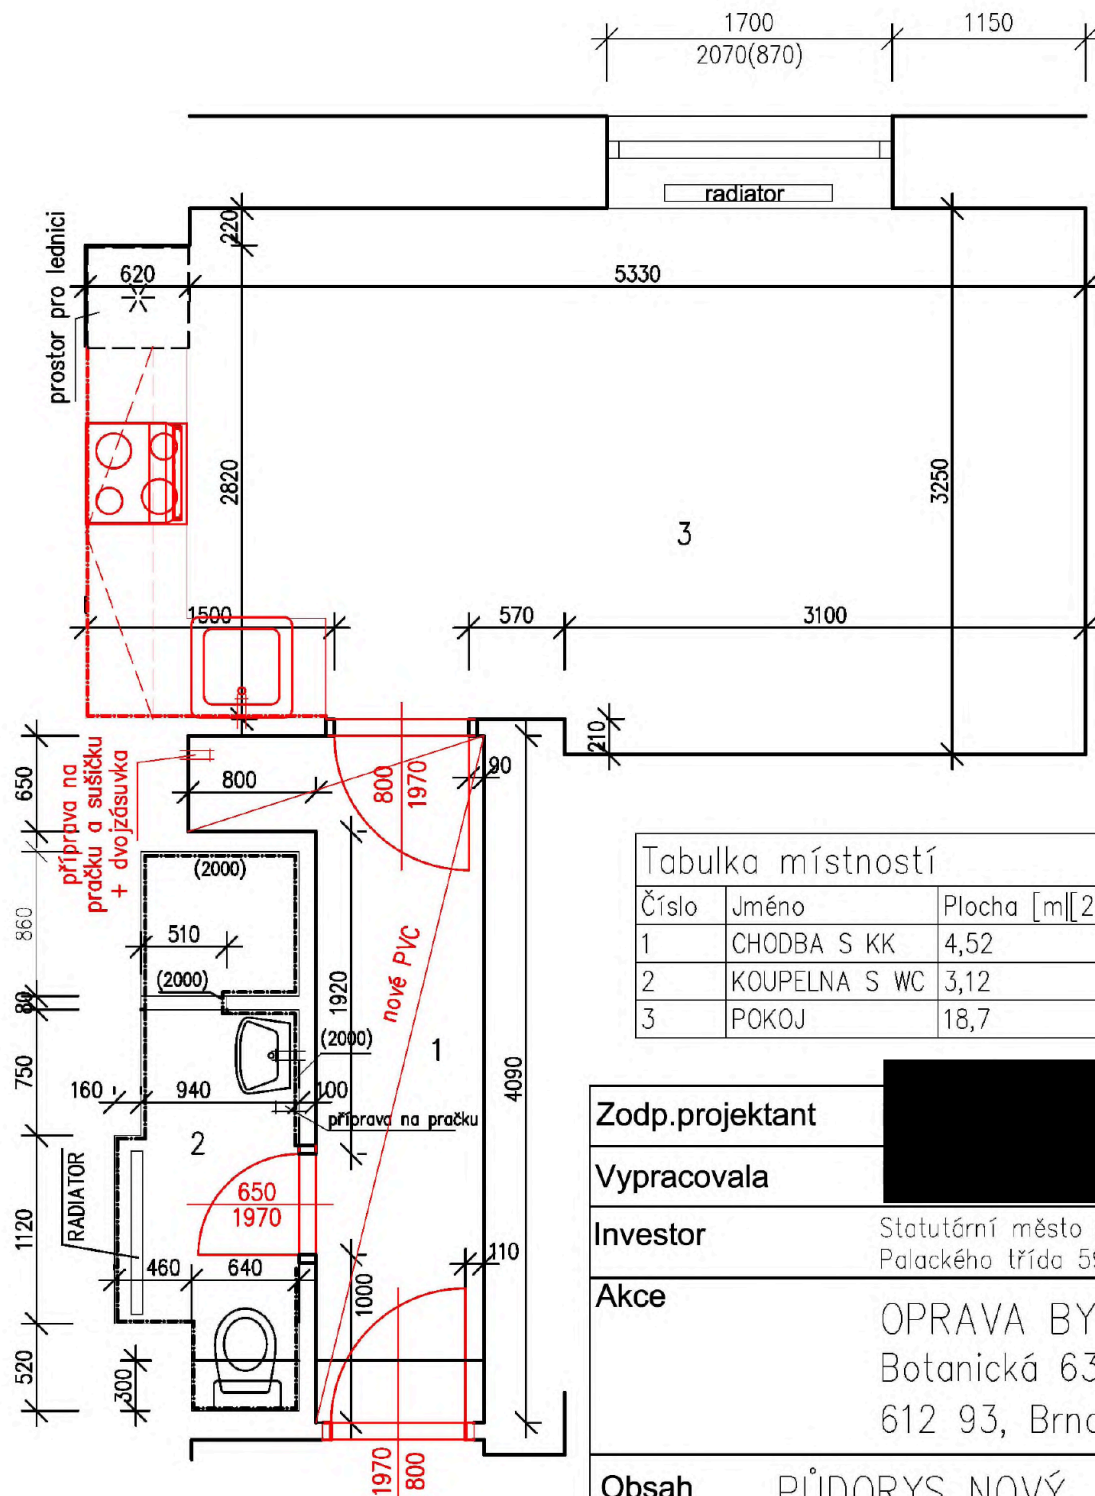 1700
1150
2070(870)
radiator
220
prostor pro lednici
620
5330
2820
3250
3
1500
570
3100
210
650
příprava na
pračku a sušičku
+ dvojzásuvka
800
800
1970
90
(2000)
860
510
nové PVC
1920
(2000)
80
(2000)
1
750
160
940
100
4090
příprava na pračku
2
RADIATOR
650
1970
1120
110
460
640
1000
520
300
1970
800
Tabulka místností
Číslo Jméno Plocha [m][2
1 CHODBA S KK 4,52
2 KOUPELNA S WC 3,12
3 POKOJ 18,7
Zodp.projektant
Vypracovala
Investor Statutární město
Palackého třída 59
Akce
OPRAVA BY
Botanická 63
612 93, Brno
Obsah PŮDORYS NOVÝ